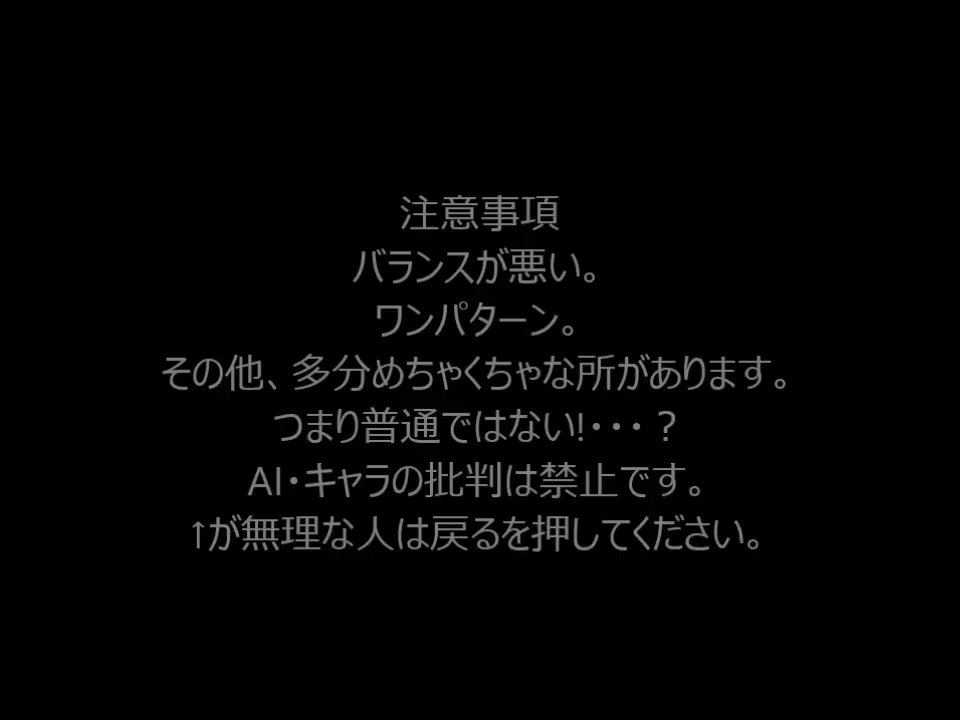 注意事項
バランスが悪い。
ワンパターン。
その他、多分めちゃくちゃな所があります。
つまり普通ではない!・・・？
AI・キャラの批判は禁止です。
↑が無理な人は戻るを押してください。